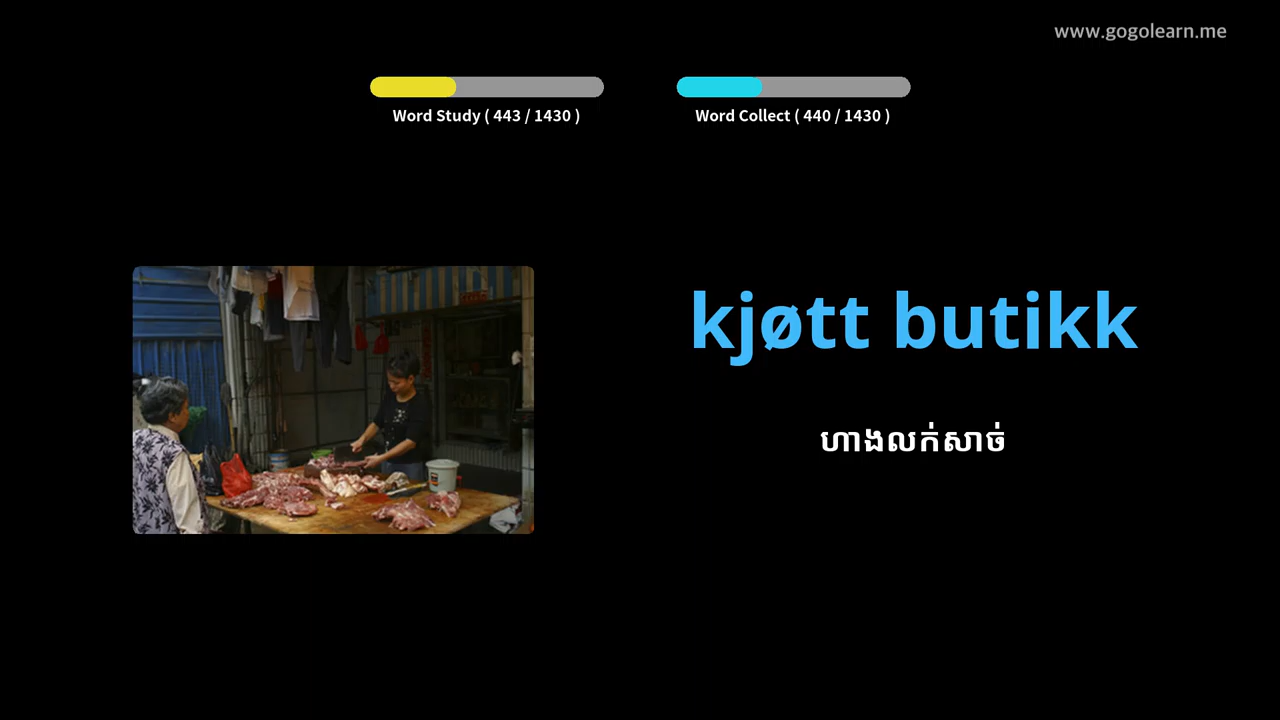 www.gogolearn.me
Word Study ( 443 / 1430 )
Word Collect ( 440 / 1430 )
kjøtt butikk
ហាងលក់សាច់